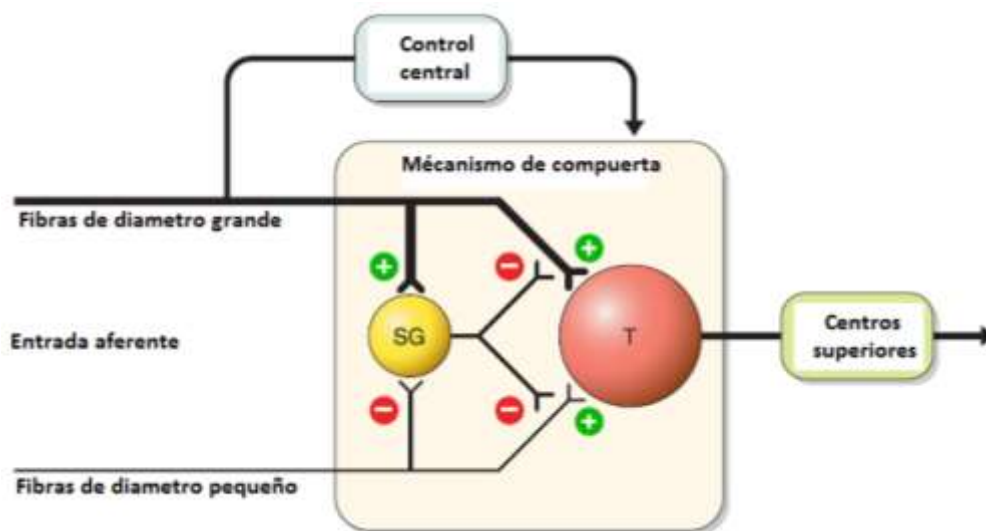 Control
central
Mécanismo de compuerta
Fibras de diametro grande
+
−
+
SG
T
Entrada aferente
Centros
superiores
−
−
+
Fibras de diametro pequeño